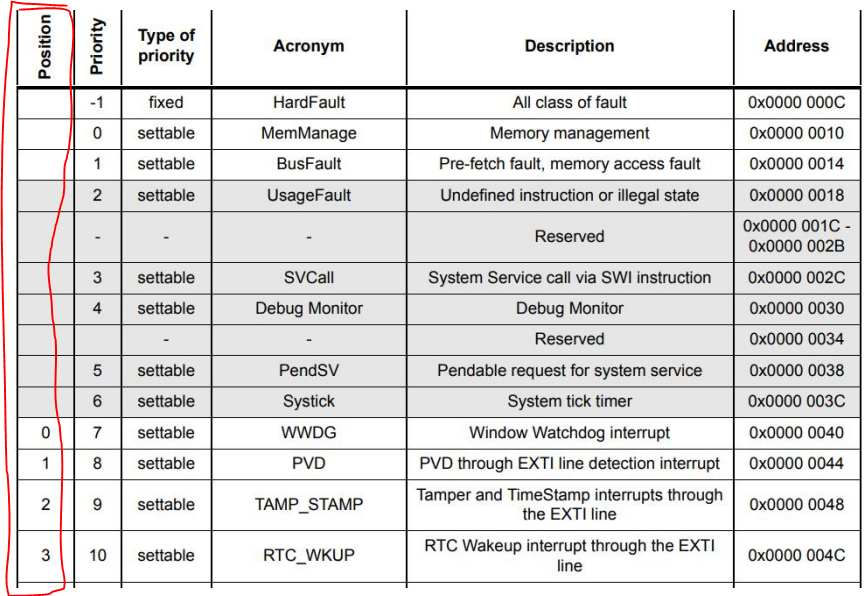 Position Priority Type of priority Acronym Description Address
-1 fixed HardFault All class of fault 0x0000 000C
0 settable MemManage Memory management 0x0000 0010
1 settable BusFault Pre-fetch fault, memory access fault 0x0000 0014
2 settable UsageFault Undefined instruction or illegal state 0x0000 0018
- - - Reserved 0x0000 001C - 0x0000 002B
3 settable SVCall System Service call via SWI instruction 0x0000 002C
4 settable Debug Monitor Debug Monitor 0x0000 0030
- - Reserved 0x0000 0034
5 settable PendSV Pendable request for system service 0x0000 0038
6 settable Systick System tick timer 0x0000 003C
0 7 settable WWDG Window Watchdog interrupt 0x0000 0040
1 8 settable PVD PVD through EXTI line detection interrupt 0x0000 0044
2 9 settable TAMP_STAMP Tamper and TimeStamp interrupts through the EXTI line 0x0000 0048
3 10 settable RTC_WKUP RTC Wakeup interrupt through the EXTI line 0x0000 004C